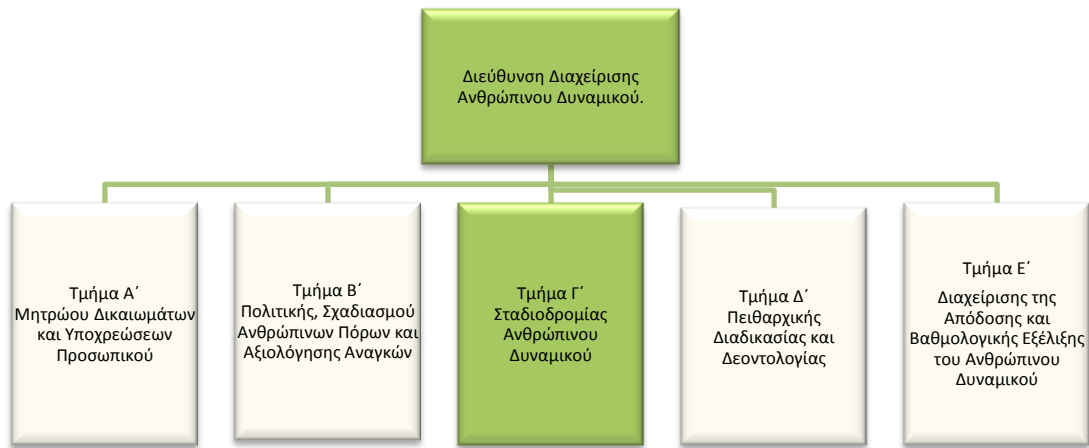 Διεύθυνση Διαχείρισης
Ανθρώπινου Δυναμικού.
Τμήμα Α΄
Μητρώου Δικαιωμάτων
και Υποχρεώσεων
Προσωπικού
Τμήμα Β΄
Πολιτικής, Σχαδιασμού
Ανθρώπινων Πόρων και
Αξιολόγησης Αναγκών
Τμήμα Γ΄
Σταδιοδρομίας
Ανθρώπινου
Δυναμικού
Τμήμα Δ΄
Πειθαρχικής
Διαδικασίας και
Δεοντολογίας
Τμήμα Ε΄
Διαχείρισης της
Απόδοσης και
Βαθμολογικής Εξέλιξης
του Ανθρώπινου
Δυναμικού